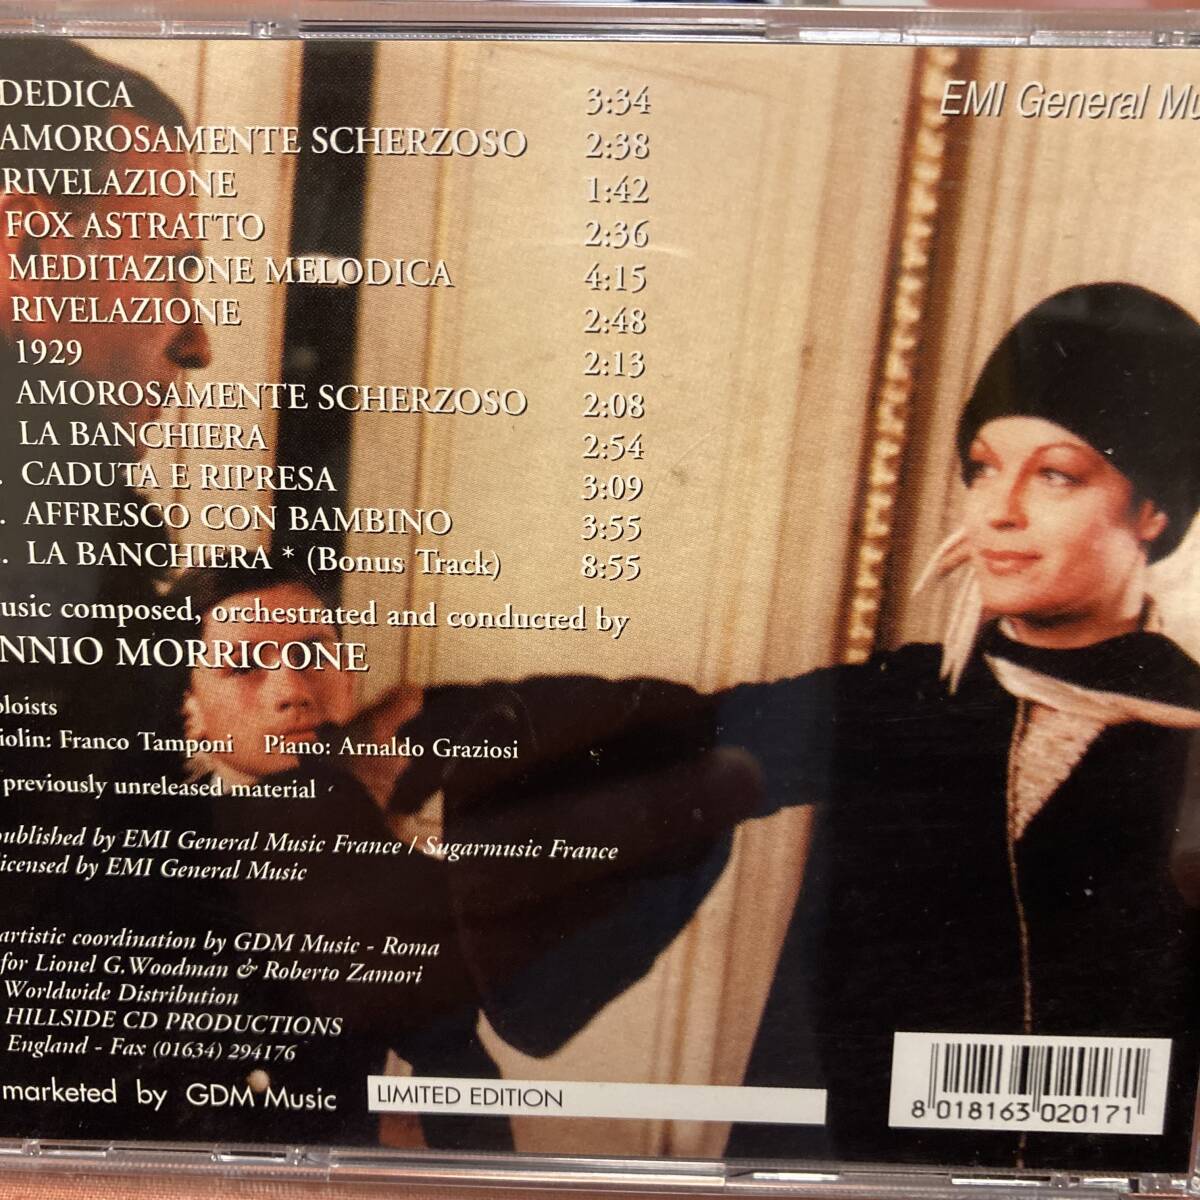 DEDICA 3:34
AMOROSAMENTE SCHERZOSO 2:38
RIVELAZIONE 1:42
FOX ASTRATTO 2:36
MEDITAZIONE MELODICA 4:15
RIVELAZIONE 2:48
1929 2:13
AMOROSAMENTE SCHERZOSO 2:08
LA BANCHIERA 2:54
. CADUTA E RIPRESA 3:09
. AFFRESCO CON BAMBINO 3:55
. LA BANCHIERA * (Bonus Track) 8:55
usic composed, orchestrated and conducted by
NNIO MORRICONE
oloists
iolin: Franco Tamponi Piano: Arnaldo Graziosi
previously unreleased material
published by EMI General Music France / Sugarmusic France
licensed by EMI General Music
artistic coordination by GDM Music - Roma
for Lionel G.Woodman & Roberto Zamori
Worldwide Distribution
HILLSIDE CD PRODUCTIONS
England - Fax (01634) 294176
marketed by GDM Music
LIMITED EDITION
EMI General Mu
8 018163 020171